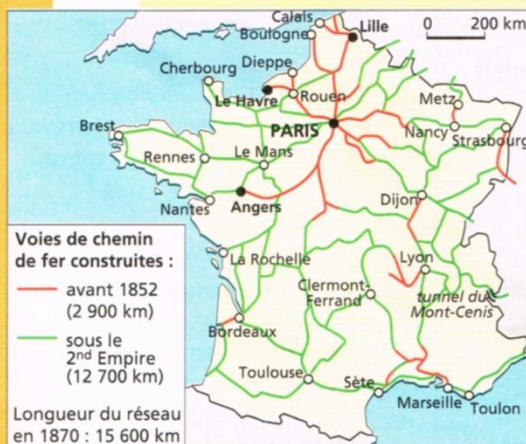 Calais
Boulogne
Lille
0 200 km
Dieppe
Cherbourg
Le Havre
Rouen
Metz
PARIS
Nancy
Strasbourg
Brest
Rennes
Le Mans
Nantes
Angers
Dijon
Voies de chemin
de fer construites :
avant 1852
(2 900 km)
sous le
2nd Empire
(12 700 km)
Longueur du réseau
en 1870 : 15 600 km
La Rochelle
Lyon
Clermont-
Ferrand
tunnel du
Mont-Cenis
Bordeaux
Toulouse
Sète
Marseille
Toulon